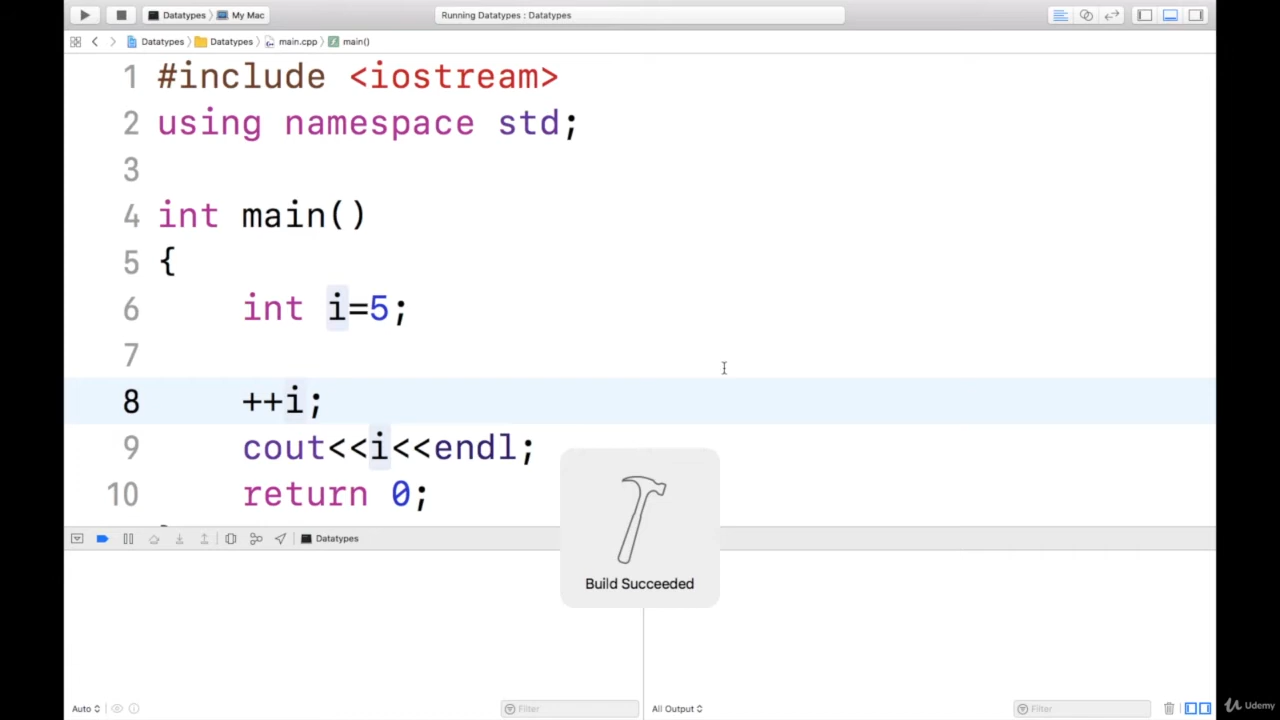 Datatypes My Mac Running Datatypes : Datatypes
Datatypes Datatypes main.cpp main()
1 #include <iostream>
2 using namespace std;
3
4 int main()
5 {
6 int i=5;
7
8 ++i;
9 cout<<i<<endl;
10 return 0;
Build Succeeded
Datatypes
Auto Filter All Output Filter
Udemy